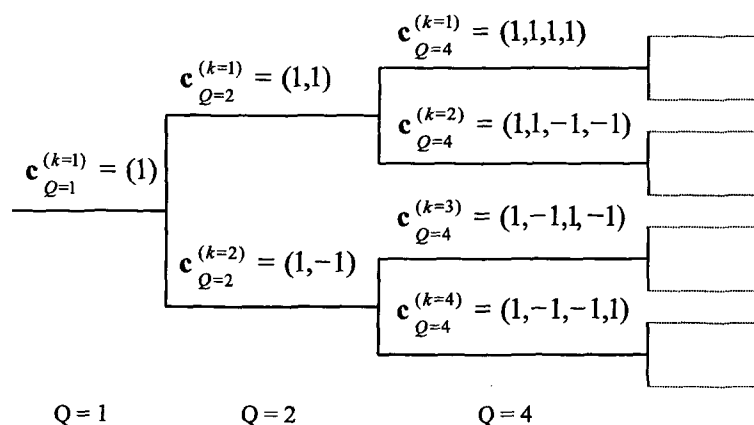 c_{Q=4}^{(k=1)} = (1,1,1,1)
c_{Q=2}^{(k=1)} = (1,1)
c_{Q=4}^{(k=2)} = (1,1,-1,-1)
c_{Q=1}^{(k=1)} = (1)
c_{Q=4}^{(k=3)} = (1,-1,1,-1)
c_{Q=2}^{(k=2)} = (1,-1)
c_{Q=4}^{(k=4)} = (1,-1,-1,1)
Q = 1 Q = 2 Q = 4